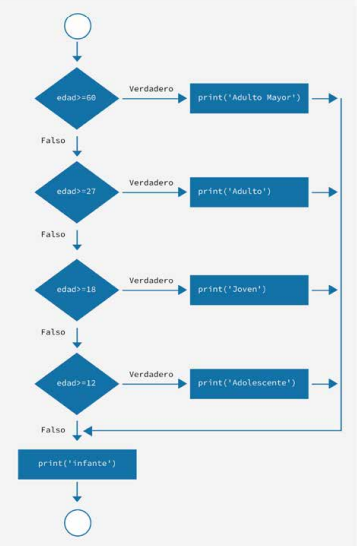 Verdadero
edad>=60
print('Adulto Mayor')
Falso
Verdadero
edad>=27
print('Adulto')
Falso
Verdadero
edad>=18
print('Joven')
Falso
Verdadero
edad>=12
print('Adolescente')
Falso
print('infante')